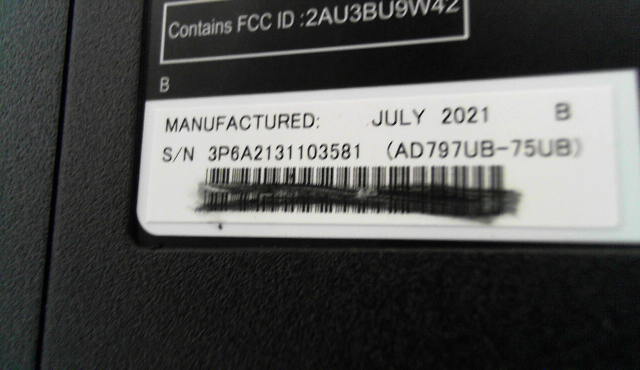 Contains FCC ID :2AU3BU9W42
B
MANUFACTURED: JULY 2021 B
S/N 3P6A2131103581 (AD797UB-75UB)